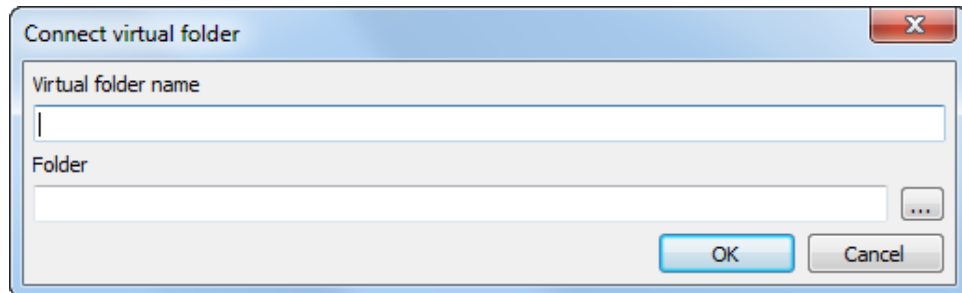 Connect virtual folder
Virtual folder name
Folder
...
OK Cancel